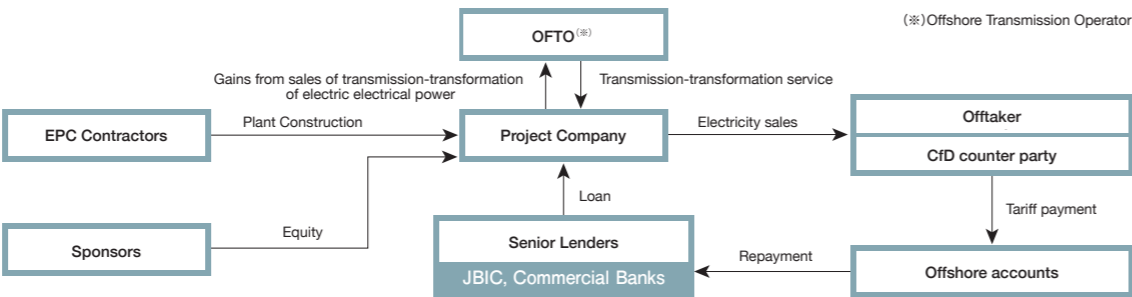 (※)Offshore Transmission Operator
OFTO(※)
Gains from sales of transmission-transformation
of electric electrical power
Transmission-transformation service
EPC Contractors
Plant Construction
Project Company
Electricity sales
Offtaker
CfD counter party
Loan
Tariff payment
Sponsors
Equity
Senior Lenders
JBIC, Commercial Banks
Repayment
Offshore accounts